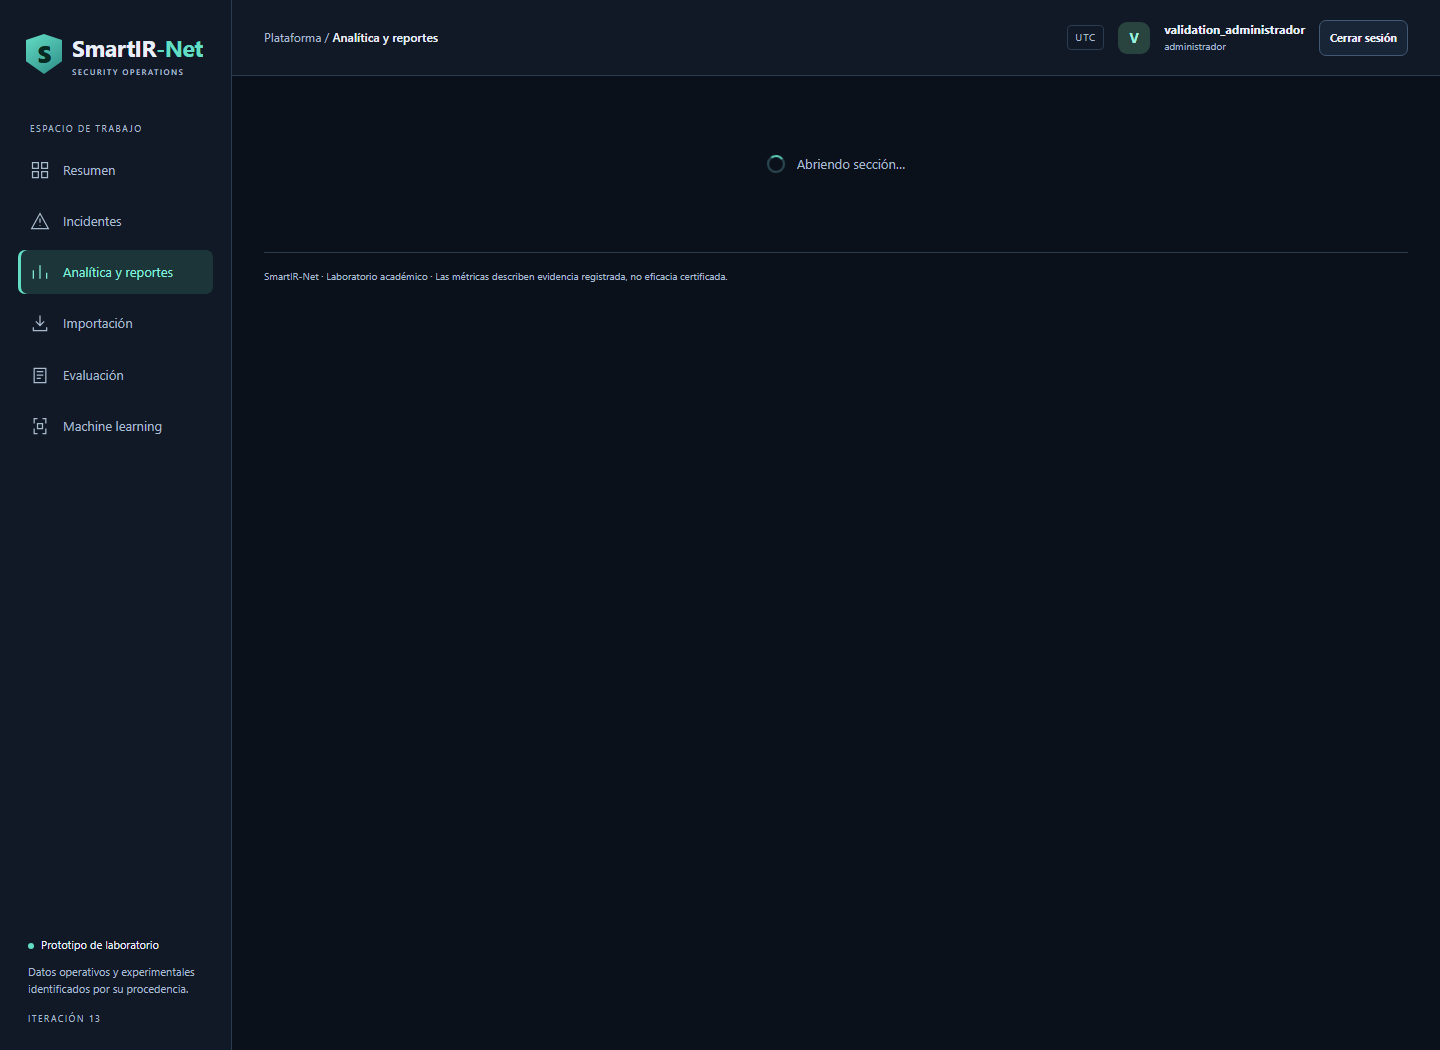 S
SmartIR-Net
SECURITY OPERATIONS
ESPACIO DE TRABAJO
Resumen
Incidentes
Analítica y reportes
Importación
Evaluación
Machine learning
Prototipo de laboratorio
Datos operativos y experimentales
identificados por su procedencia.
ITERACIÓN 13
Plataforma / Analítica y reportes
UTC
V
validation_administrador
administrador
Cerrar sesión
Abriendo sección...
SmartIR-Net · Laboratorio académico · Las métricas describen evidencia registrada, no eficacia certificada.